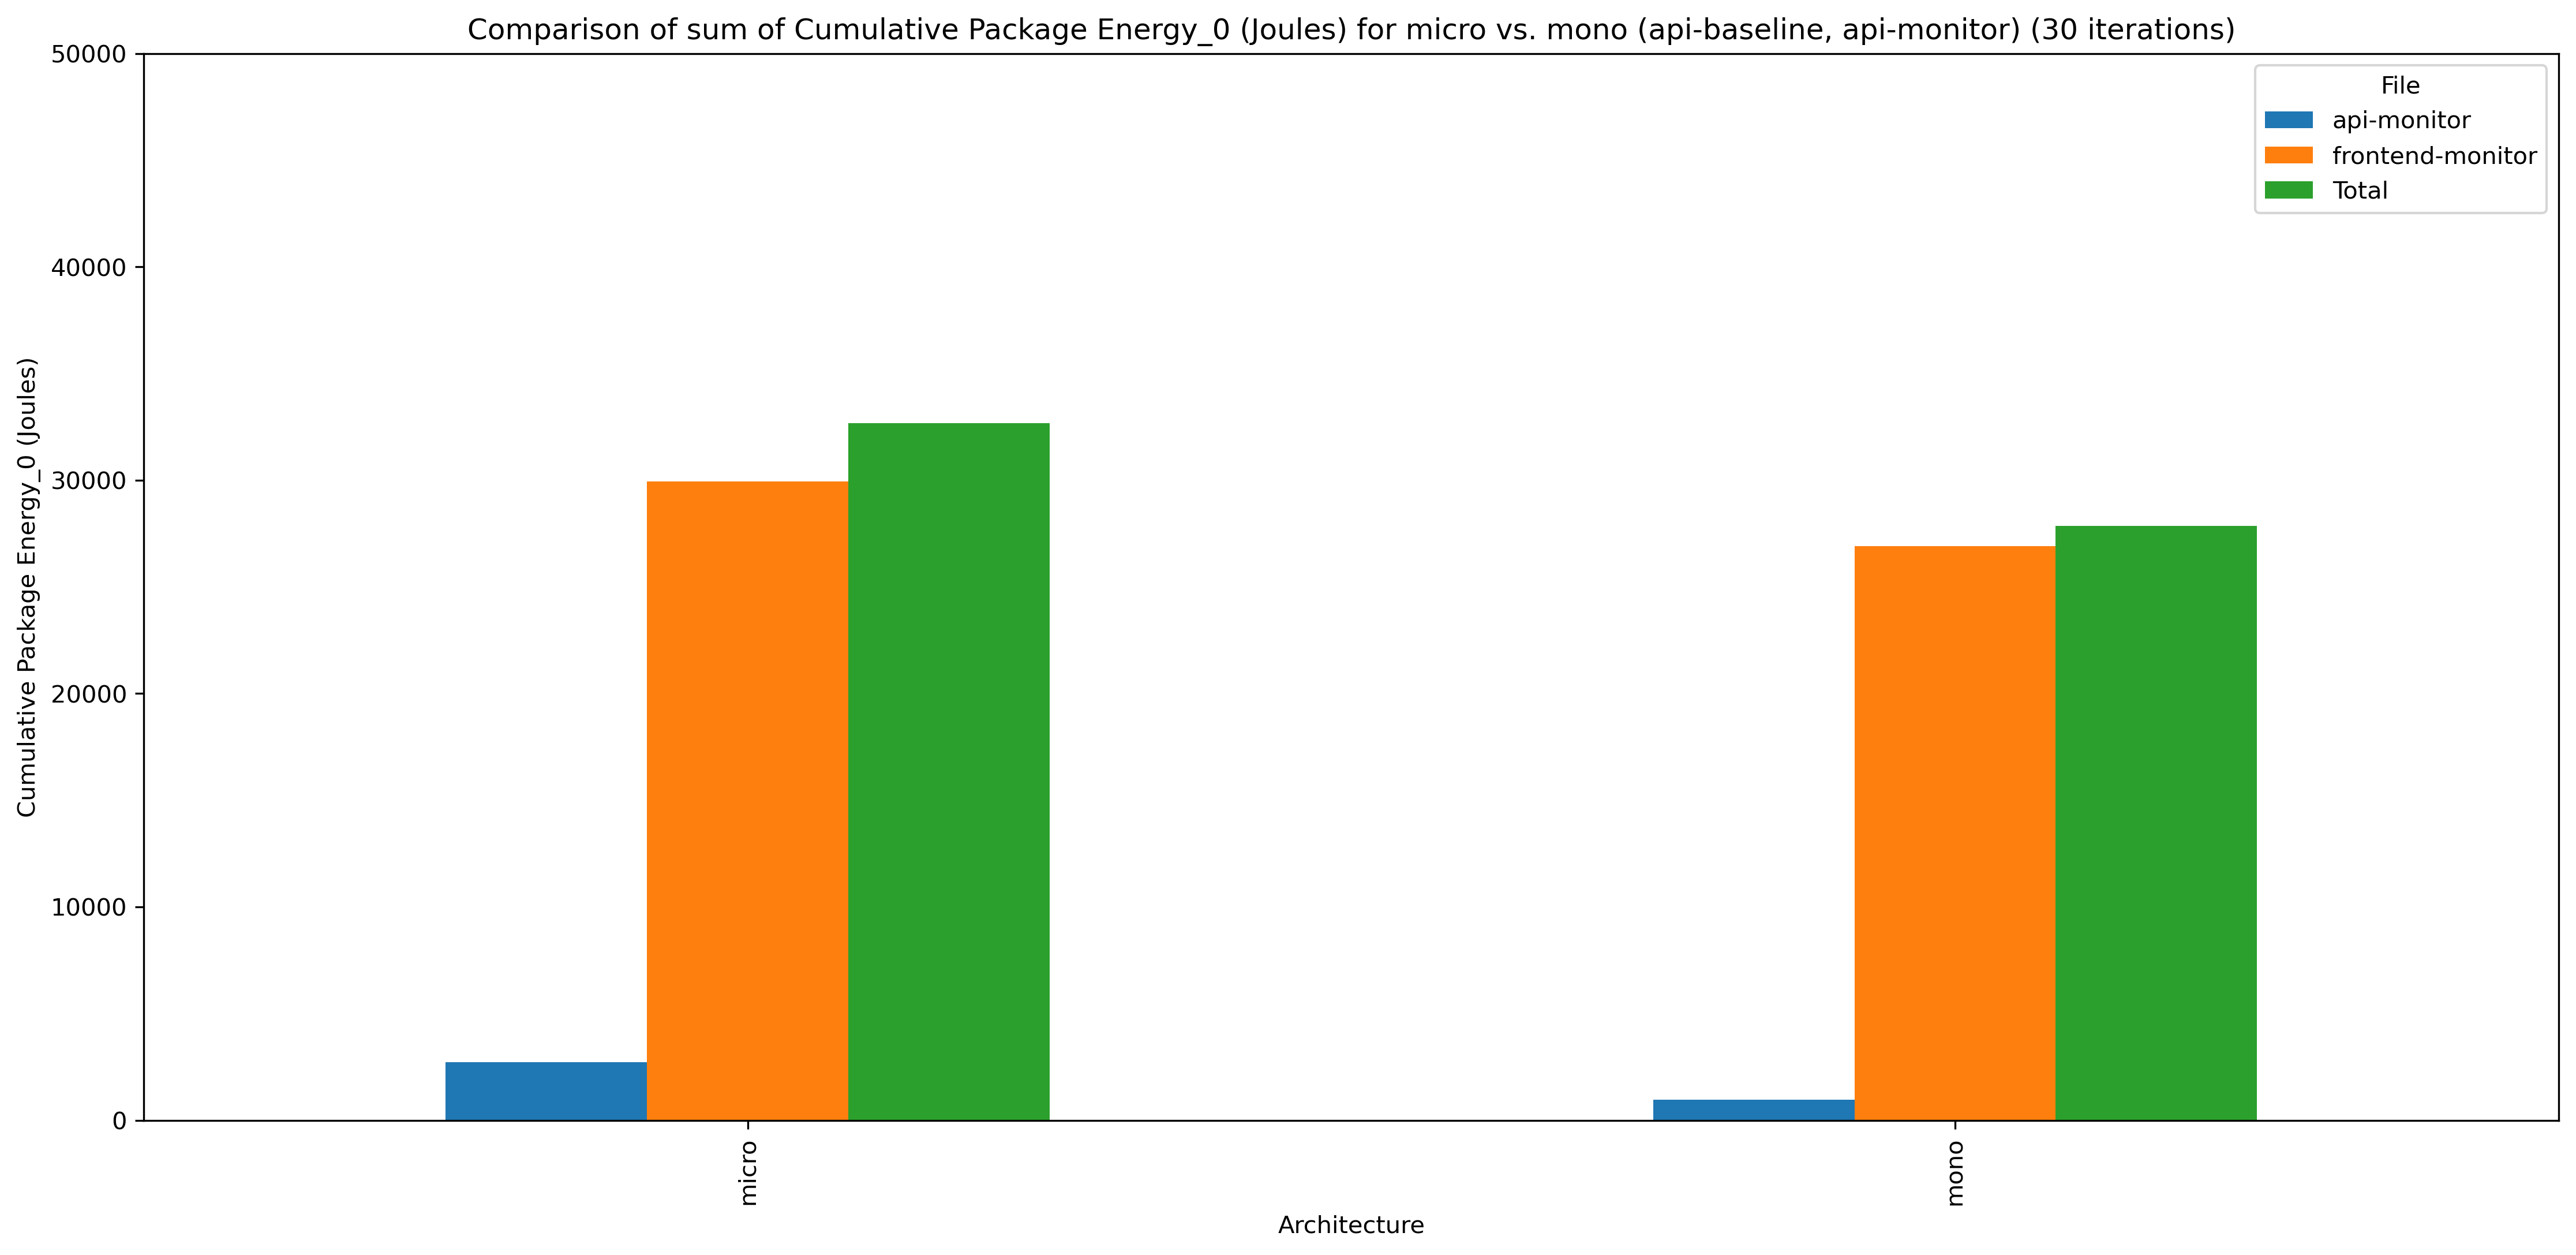 Comparison of sum of Cumulative Package Energy_0 (Joules) for micro vs. mono (api-baseline, api-monitor) (30 iterations)
File
api-monitor
frontend-monitor
Total
Cumulative Package Energy_0 (Joules)
50000
40000
30000
20000
10000
0
micro
mono
Architecture